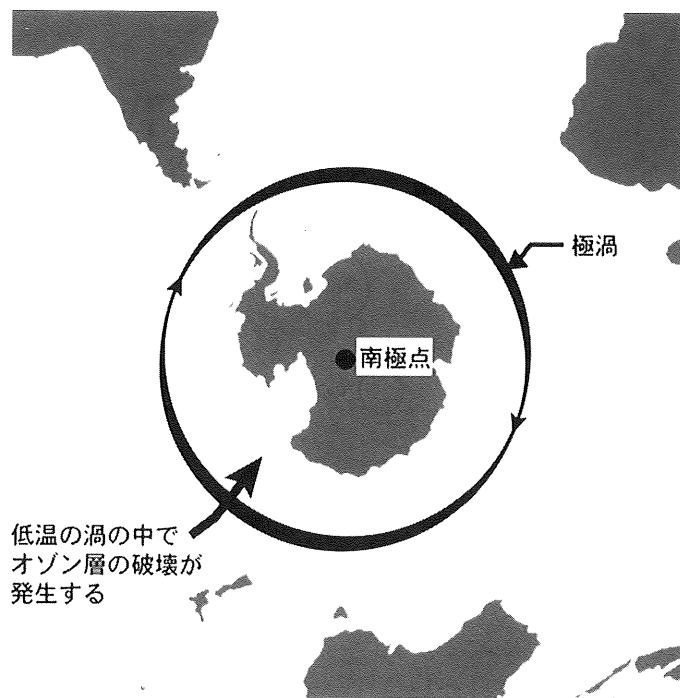 極渦
南極点
低温の渦の中で
オゾン層の破壊が
発生する